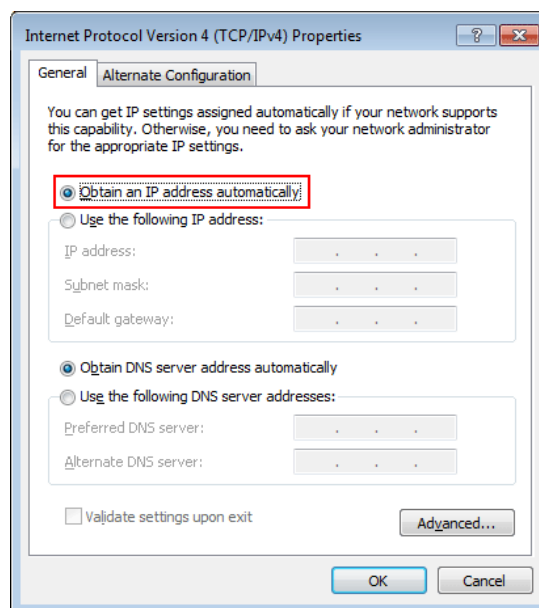 Internet Protocol Version 4 (TCP/IPv4) Properties
General
Alternate Configuration
You can get IP settings assigned automatically if your network supports
this capability. Otherwise, you need to ask your network administrator
for the appropriate IP settings.
Obtain an IP address automatically
Use the following IP address:
IP address:
. . .
Subnet mask:
. . .
Default gateway:
. . .
Obtain DNS server address automatically
Use the following DNS server addresses:
Preferred DNS server:
. . .
Alternate DNS server:
. . .
Validate settings upon exit
Advanced...
OK
Cancel